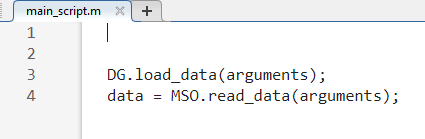 main_script.m
1
2
3 DG.load_data(arguments);
4 data = MSO.read_data(arguments);